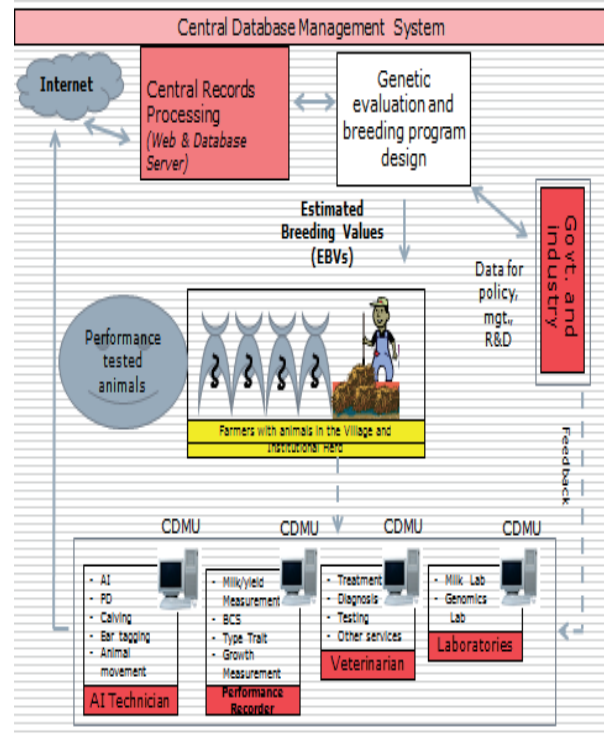 Central Database Management System
Internet
Central Records
Processing
(Web & Database
Server)
Genetic
evaluation and
breeding program
design
Estimated
Breeding Values
(EBVs)
Govt. and
industry
Data for
policy,
mgt.,
R&D
Performance
tested
animals
Farmers with animals in the Village and
Institutional Herd
Feedback
CDMU
CDMU
CDMU
CDMU
- AI
- PD
- Calving
- Ear tagging
- Animal
movement
AI Technician
- Milk/yield
Measurement
- BCS
- Type Trait
- Growth
Measurement
Performance
Recorder
- Treatment
- Diagnosis
- Testing
- Other services
Veterinarian
- Milk Lab
- Genomics
Lab
Laboratories